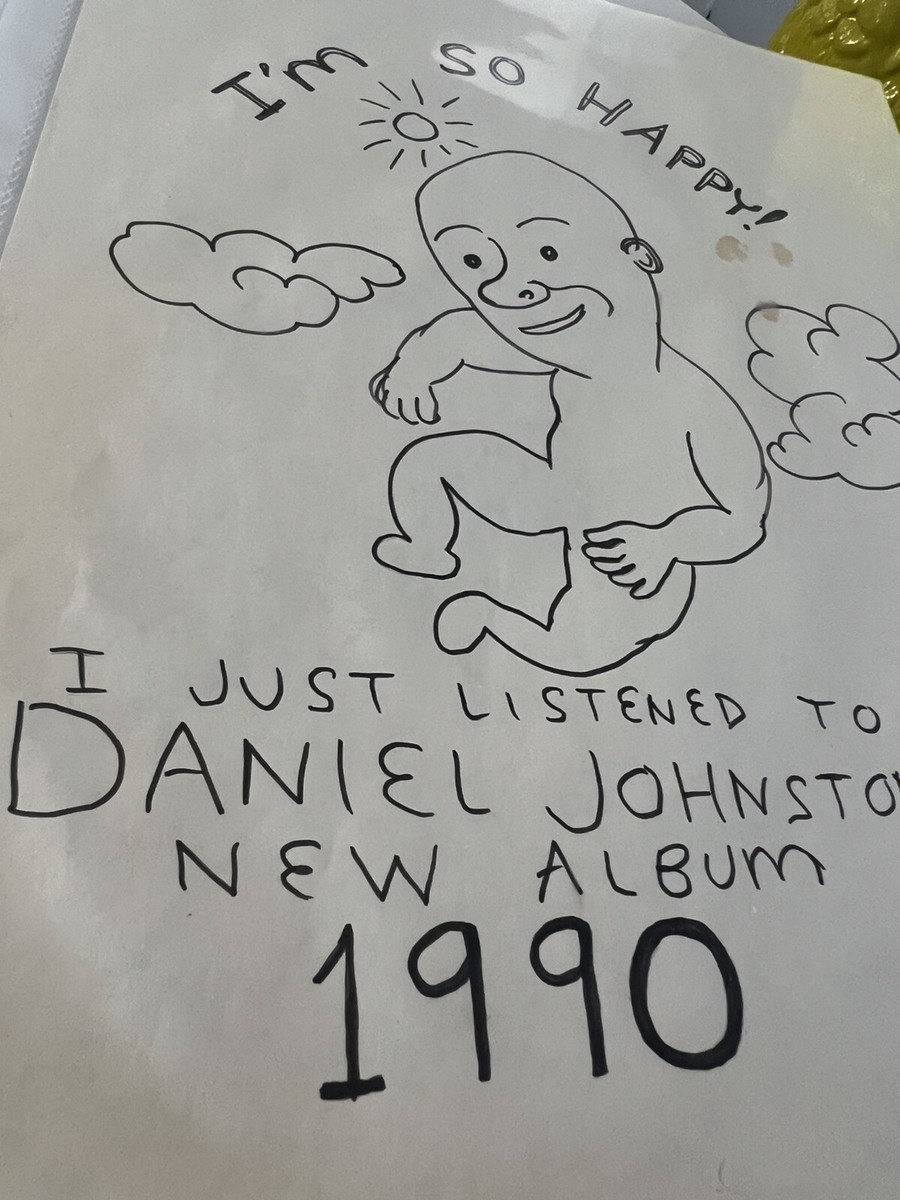 I'm SO HAPPY!
I JUST LISTENED TO
DANIEL JOHNSTO
NEW ALBUM
1990